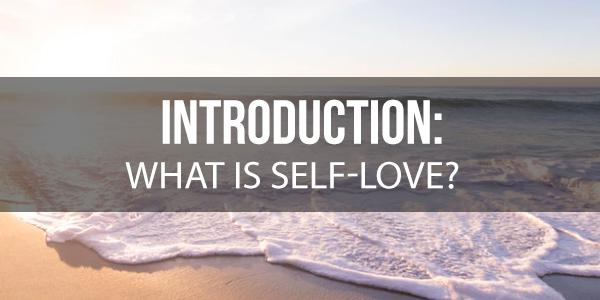 INTRODUCTION:
WHAT IS SELF-LOVE?